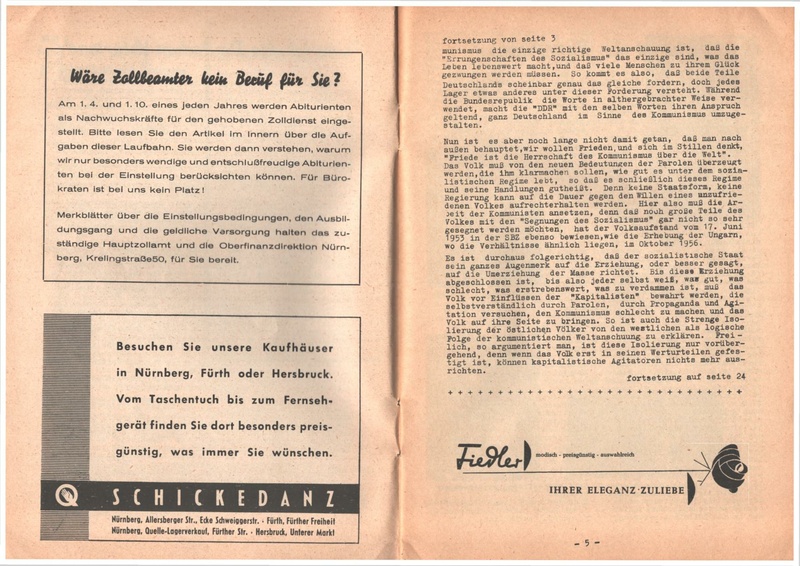 Wäre Zollbeamter kein Beruf für Sie?
Am 1. 4. und 1. 10. eines jeden Jahres werden Abiturienten
als Nachwuchskräfte für den gehobenen Zolldienst einge-
stellt. Bitte lesen Sie den Artikel im Innern über die Auf-
gaben dieser Laufbahn. Sie werden dann verstehen, warum
wir nur besonders wendige und entschlußfreudige Abiturien-
ten bei der Einstellung berücksichten können. Für Büro-
kraten ist bei uns kein Platz!
Merkblätter über die Einstellungsbedingungen, den Ausbil-
dungsgang und die geldliche Versorgung halten das zu-
ständige Hauptzollamt und die Oberfinanzdirektion Nürn-
berg, Krelingstraße50, für Sie bereit.
Besuchen Sie unsere Kaufhäuser
in Nürnberg, Fürth oder Hersbruck.
Vom Taschentuch bis zum Fernseh-
gerät finden Sie dort besonders preis-
günstig, was immer Sie wünschen.
Q SCHICKEDANZ
Nürnberg, Allersberger Str., Ecke Schweiggerstr. · Fürth, Fürther Freiheit
Nürnberg, Quelle-Lagerverkauf, Fürther Str. · Hersbruck, Unterer Markt
fortsetzung von seite 3
munismus die einzige richtige Weltanschauung ist, daß die
"Errungenschaften des Sozialismus" das einzige sind, was das
Leben lebenswert macht,und daß viele Menschen zu ihrem Glück
gezwungen werden müssen. So kommt es also, daß beide Teile
Deutschlands scheinbar genau das gleiche fordern, doch jedes
Lager etwas anderes unter dieser Forderung versteht. Während
die Bundesrepublik die Worte in althergebrachter Weise ver-
wendet, macht die "DDR" mit den selben Worten ihren Anspruch
geltend, ganz Deutschland im Sinne des Kommunismus umzuge-
stalten.
Nun ist es aber noch lange nicht damit getan, daß man nach
außen behauptet,wir wollen Frieden,und sich im Stillen denkt,
"Friede ist die Herrschaft des Kommunismus über die Welt".
Das Volk muß von den neuen Bedeutungen der Parolen überzeugt
werden,die ihm klarmachen sollen, wie gut es unter dem sozia-
listischen Regime lebt, so daß es schließlich dieses Regime
und seine Handlungen gutheißt. Denn keine Staatsform, keine
Regierung kann auf die Dauer gegen den Willen eines unzufrie-
denen Volkes aufrechterhalten werden. Hier also muß die Ar-
beit der Kommunisten ansetzen, denn daß noch große Teile des
Volkes mit den "Segnungen des Sozialismus" gar nicht so sehr
gesegnet werden möchten, hat der Volksaufstand vom 17. Juni
1953 in der SBZ ebenso bewiesen,wie die Erhebung der Ungarn,
wo die Verhältnisse ähnlich liegen, im Oktober 1956.
Es ist durchaus folgerichtig, daß der sozialistische Staat
sein ganzes Augenmerk auf die Erziehung, oder besser gesagt,
auf die Umerziehung der Masse richtet. Bis diese Erziehung
abgeschlossen ist, bis also jeder selbst weiß, was gut, was
schlecht, was erstrebenswert, was zu verdammen ist, muß das
Volk vor Einflüssen der "Kapitalisten" bewahrt werden, die
selbstverständlich durch Parolen, durch Propaganda und Agi-
tation versuchen, den Kommunismus schlecht zu machen und das
Volk auf ihre Seite zu bringen. So ist auch die Strenge Iso-
lierung der östlichen Völker von den westlichen als logische
Folge der kommunistischen Weltanschuung zu erklären. Frei-
lich, so argumentiert man, ist diese Isolierung nur vorüber-
gehend, denn wenn das Volk erst in seinen Werturteilen gefes-
tigt ist, können kapitalistische Agitatoren nichts mehr aus-
richten.
fortsetzung auf seite 24
+ + + + + + + + + + + + + + + + + + + + + + + + + + + + +
Fiedler modisch - preisgünstig - auswahlreich
IHRER ELEGANZ ZULIEBE
- 5 -